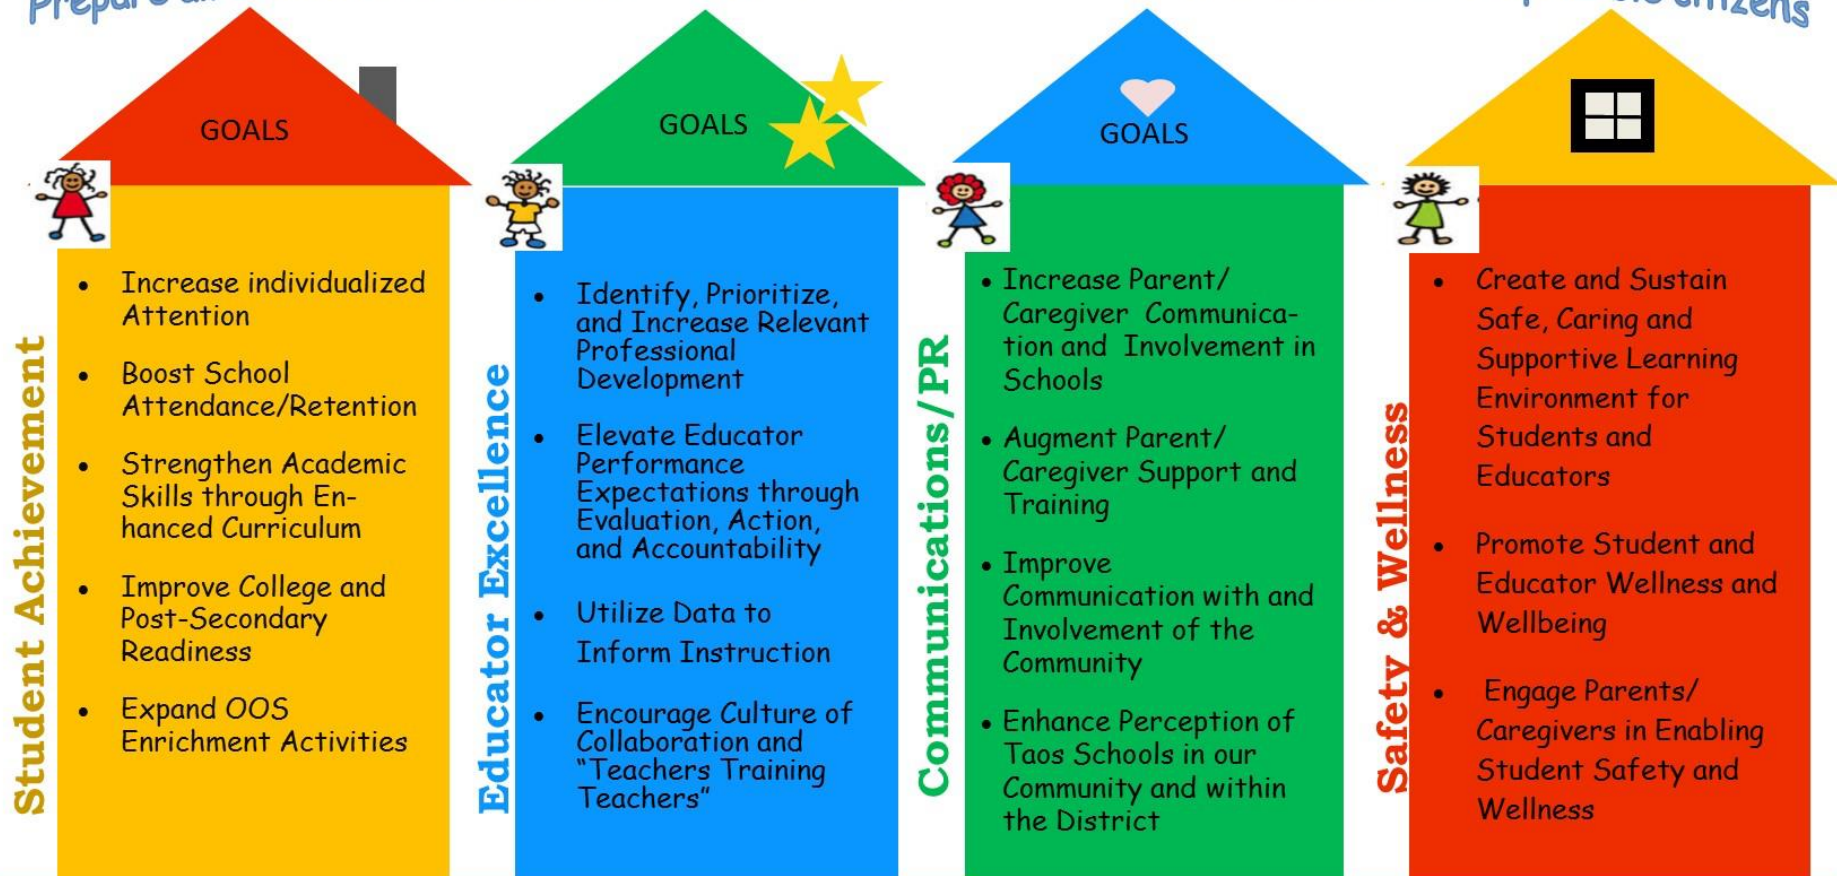 Prepare
citizens
GOALS
Student Achievement
• Increase individualized
Attention
• Boost School
Attendance/Retention
• Strengthen Academic
Skills through En-
hanced Curriculum
• Improve College and
Post-Secondary
Readiness
• Expand OOS
Enrichment Activities
GOALS
Educator Excellence
• Identify, Prioritize,
and Increase Relevant
Professional
Development
• Elevate Educator
Performance
Expectations through
Evaluation, Action,
and Accountability
• Utilize Data to
Inform Instruction
• Encourage Culture of
Collaboration and
“Teachers Training
Teachers”
GOALS
Communications/PR
• Increase Parent/
Caregiver Communica-
tion and Involvement in
Schools
• Augment Parent/
Caregiver Support and
Training
• Improve
Communication with and
Involvement of the
Community
• Enhance Perception of
Taos Schools in our
Community and within
the District
Safety & Wellness
• Create and Sustain
Safe, Caring and
Supportive Learning
Environment for
Students and
Educators
• Promote Student and
Educator Wellness and
Wellbeing
• Engage Parents/
Caregivers in Enabling
Student Safety and
Wellness